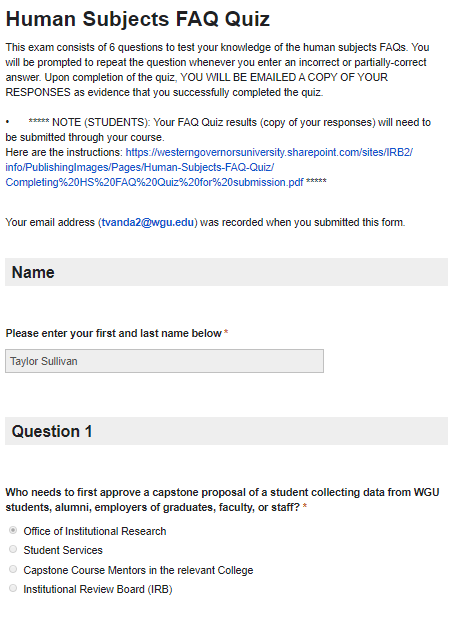 Human Subjects FAQ Quiz
This exam consists of 6 questions to test your knowledge of the human subjects FAQs. You
will be prompted to repeat the question whenever you enter an incorrect or partially-correct
answer. Upon completion of the quiz, YOU WILL BE EMAILED A COPY OF YOUR
RESPONSES as evidence that you successfully completed the quiz.
• ***** NOTE (STUDENTS): Your FAQ Quiz results (copy of your responses) will need to
be submitted through your course.
Here are the instructions: https://westerngovernorsuniversity.sharepoint.com/sites/IRB2/
info/PublishingImages/Pages/Human-Subjects-FAQ-Quiz/
Completing%20HS%20FAQ%20Quiz%20for%20submission.pdf *****
Your email address (tvanda2@wgu.edu) was recorded when you submitted this form.
Name
Please enter your first and last name below *
Taylor Sullivan
Question 1
Who needs to first approve a capstone proposal of a student collecting data from WGU
students, alumni, employers of graduates, faculty, or staff? *
Office of Institutional Research
Student Services
Capstone Course Mentors in the relevant College
Institutional Review Board (IRB)